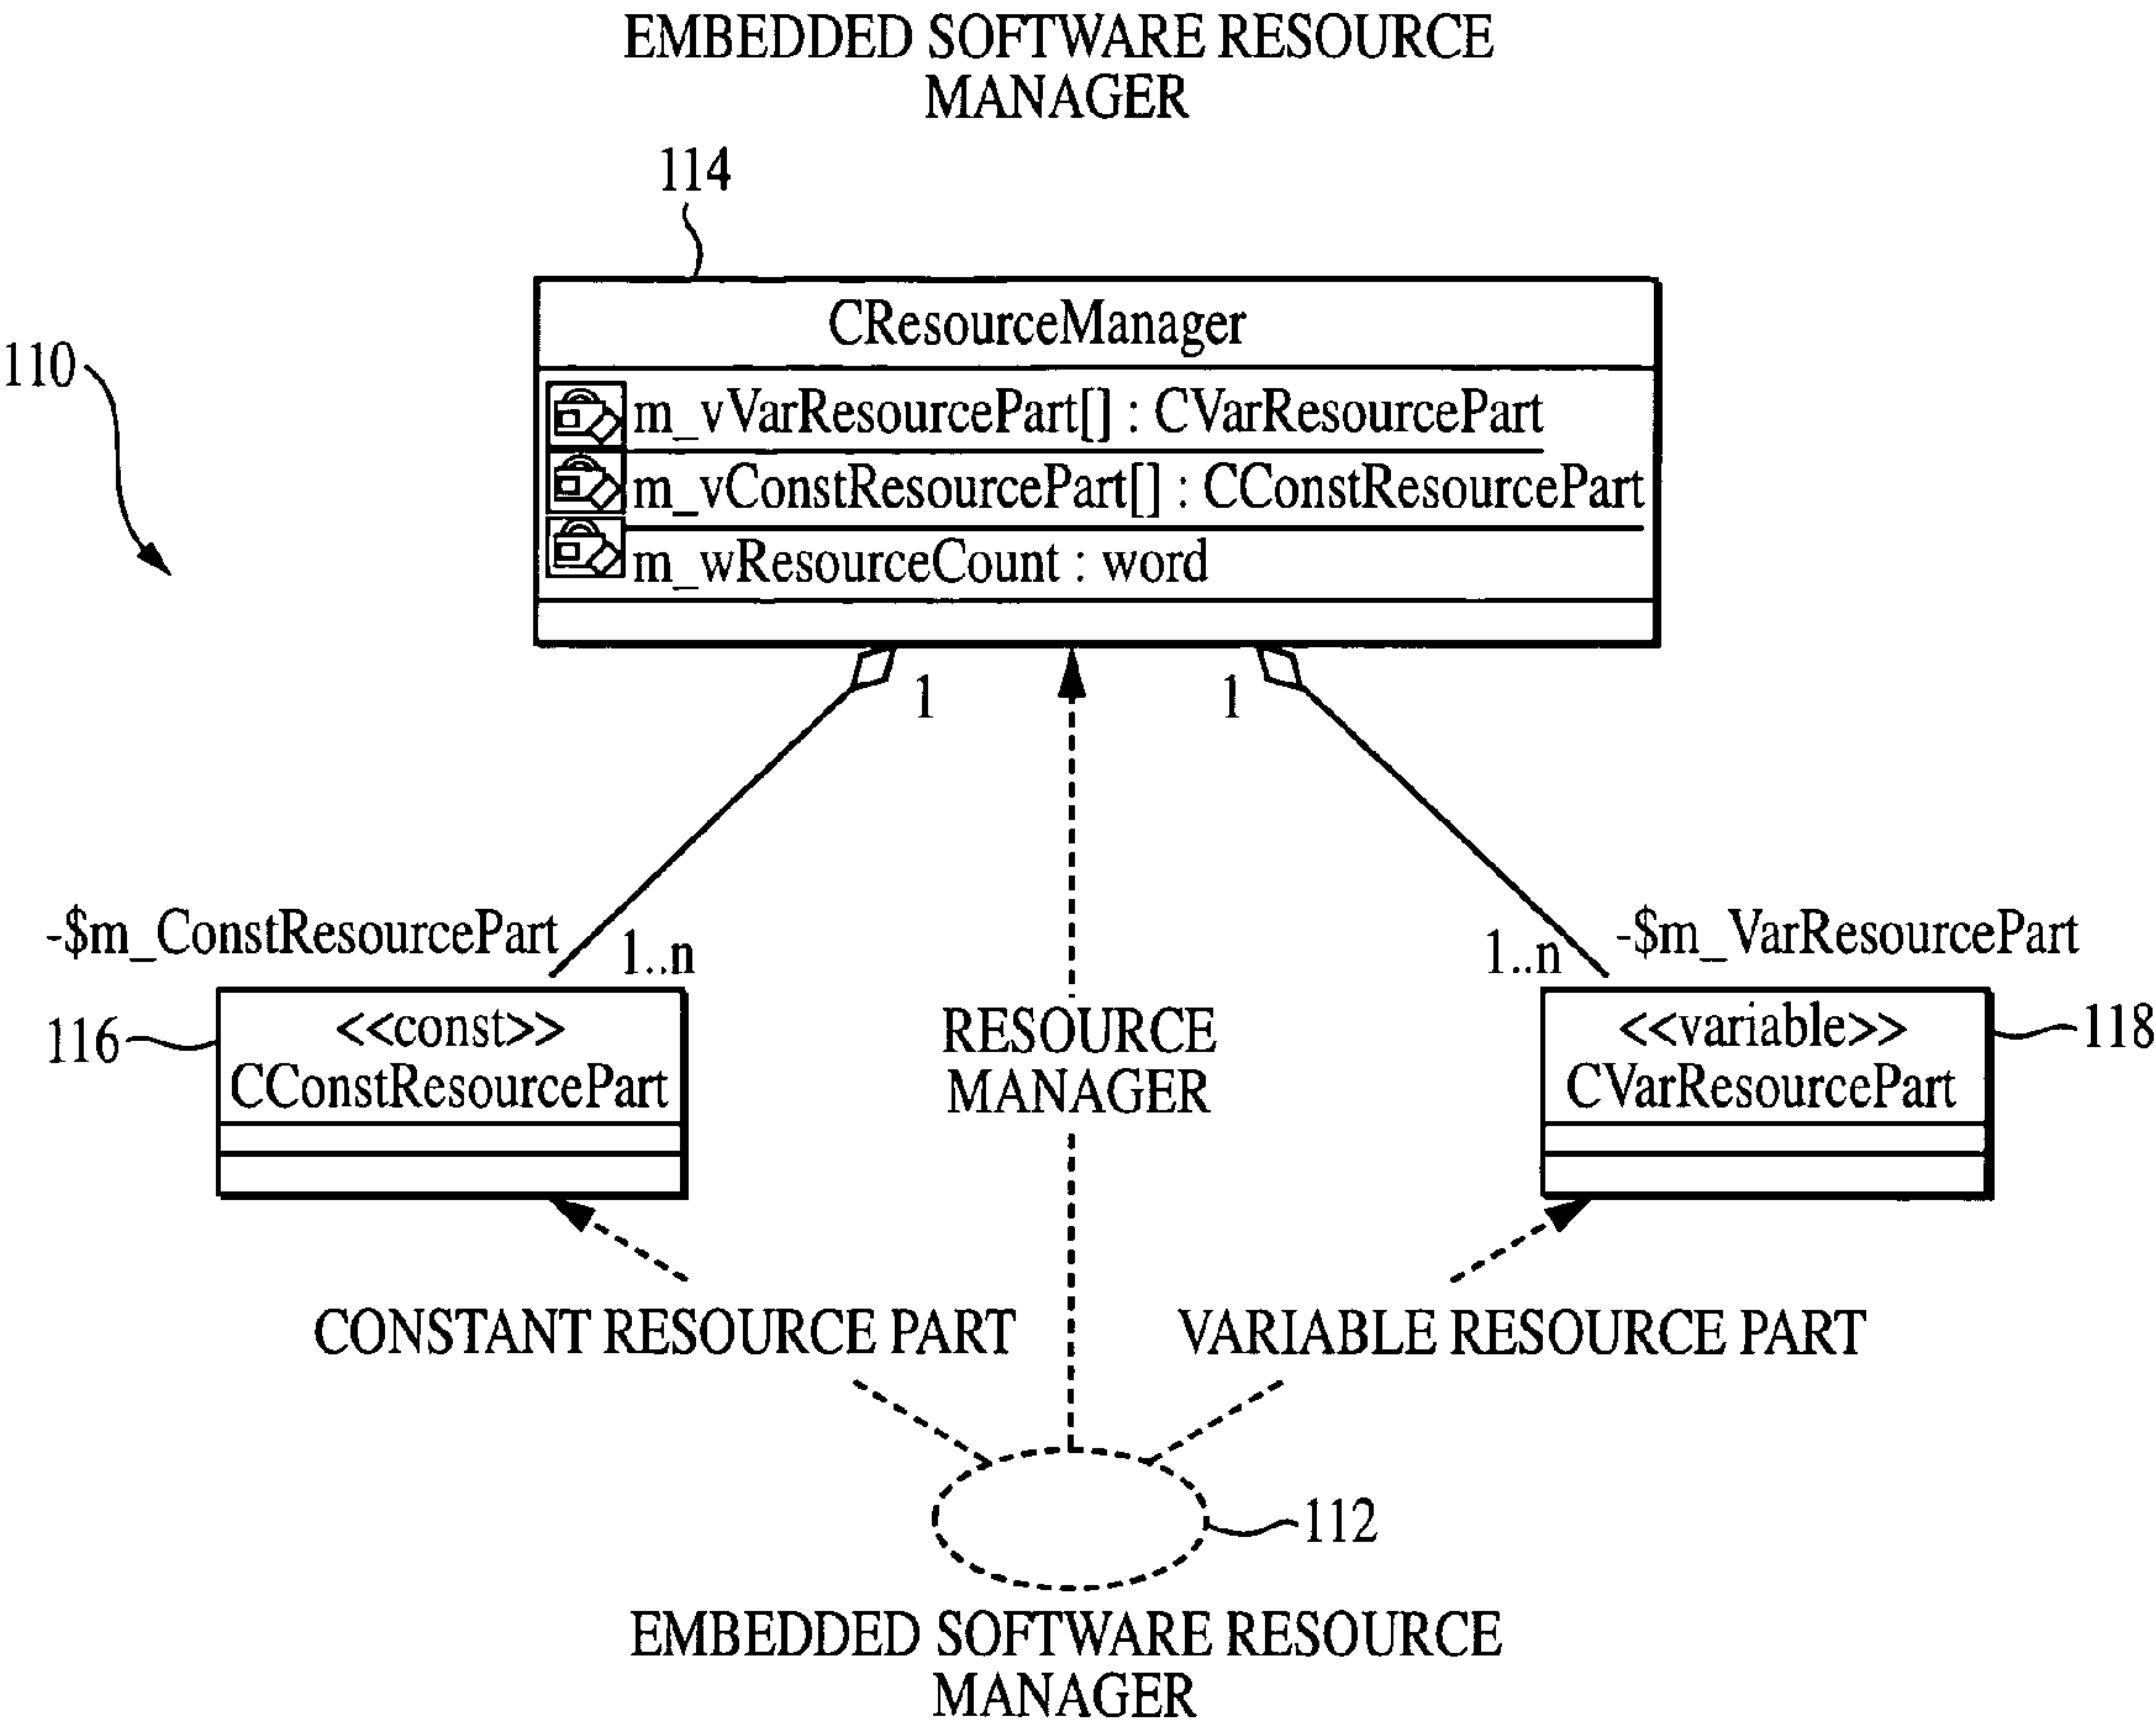 EMBEDDED SOFTWARE RESOURCE
MANAGER
114
110
CResourceManager
m_vVarResourcePart[] : CVarResourcePart
m_vConstResourcePart[] : CConstResourcePart
m_wResourceCount : word
1
1
-$m_ConstResourcePart
1..n
1..n
-$m_VarResourcePart
116
<<const>>
CConstResourcePart
RESOURCE
MANAGER
<<variable>>
CVarResourcePart
118
CONSTANT RESOURCE PART
VARIABLE RESOURCE PART
112
EMBEDDED SOFTWARE RESOURCE
MANAGER